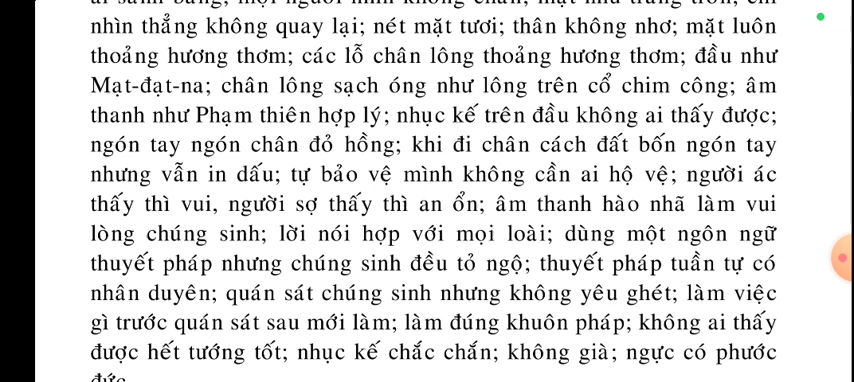 nhìn thẳng không quay lại; nét mặt tươi; thân không nhơ; mặt luôn
thoảng hương thơm; các lỗ chân lông thoảng hương thơm; đầu như
Mạt-đạt-na; chân lông sạch óng như lông trên cổ chim công; âm
thanh như Phạm thiên hợp lý; nhục kế trên đầu không ai thấy được;
ngón tay ngón chân đỏ hồng; khi đi chân cách đất bốn ngón tay
nhưng vẫn in dấu; tự bảo vệ mình không cần ai hộ vệ; người ác
thấy thì vui, người sợ thấy thì an ổn; âm thanh hào nhã làm vui
lòng chúng sinh; lời nói hợp với mọi loài; dùng một ngôn ngữ
thuyết pháp nhưng chúng sinh đều tỏ ngộ; thuyết pháp tuần tự có
nhân duyên; quán sát chúng sinh nhưng không yêu ghét; làm việc
gì trước quán sát sau mới làm; làm đúng khuôn pháp; không ai thấy
được hết tướng tốt; nhục kế chắc chắn; không già; ngực có phước
đức